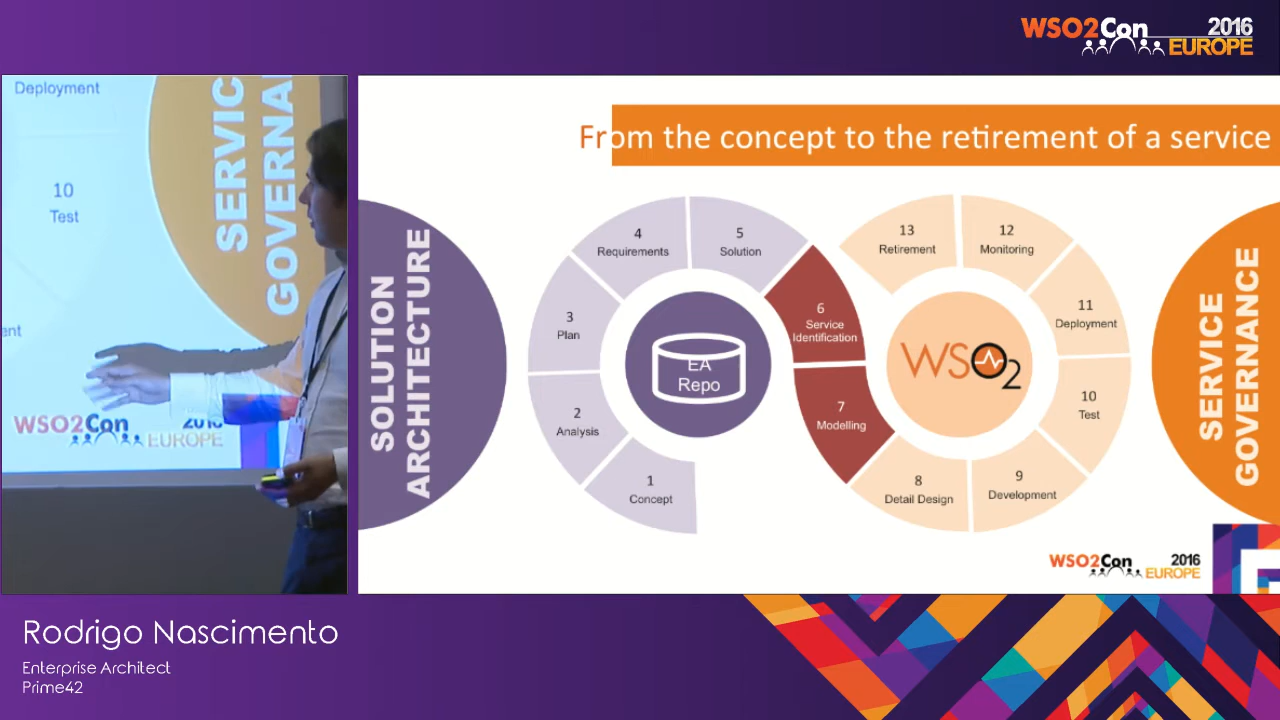 WSO2Con 2016
EUROPE
Deployment
SERVIC
GOVERNA
10
Test
ent
WSO2Con 2016
EUROPE
From the concept to the retirement of a service
SOLUTION
ARCHITECTURE
4
Requirements
5
Solution
3
Plan
6
Service
Identification
EA
Repo
2
Analysis
7
Modelling
1
Concept
13
Retirement
12
Monitoring
11
Deployment
WSO2
10
Test
8
Detail Design
9
Development
SERVICE
GOVERNANCE
WSO2Con 2016
EUROPE
Rodrigo Nascimento
Enterprise Architect
Prime42